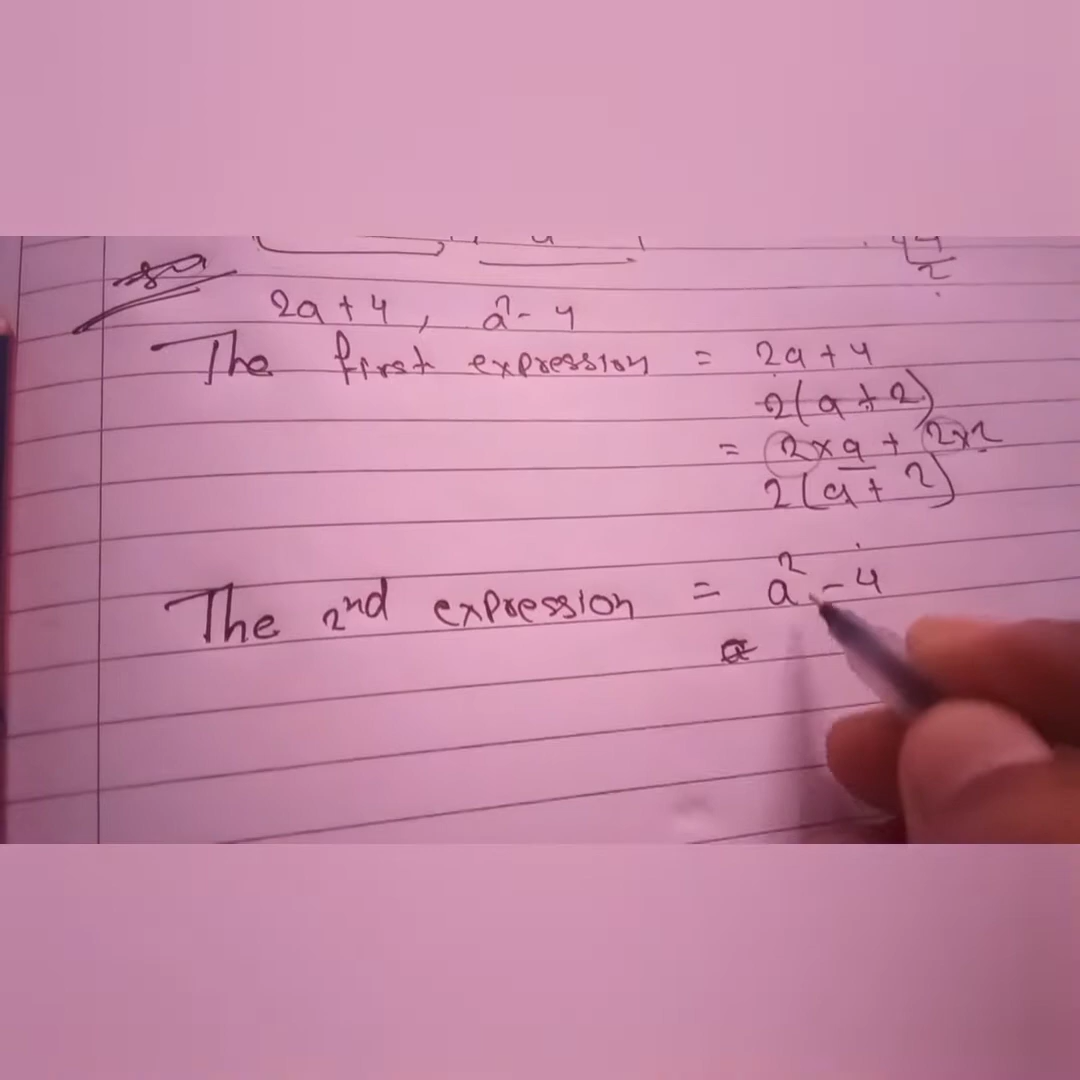 2a + 4 , a² - 4
The first expression = 2a + 4
2(a + 2)
= 2×a + 2×2
2(a + 2)
The 2nd expression = a² - 4